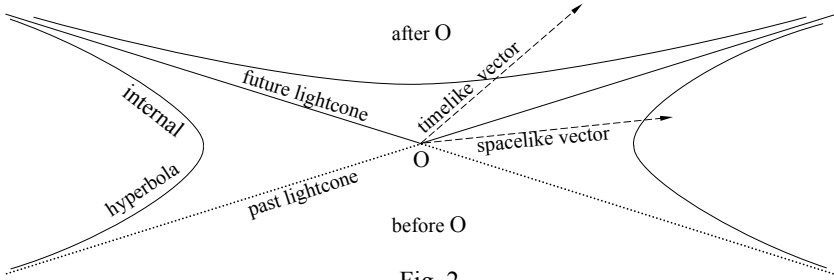 after O
timelike vector
future lightcone
internal
spacelike vector
O
hyperbola
past lightcone
before O
Fig. 2